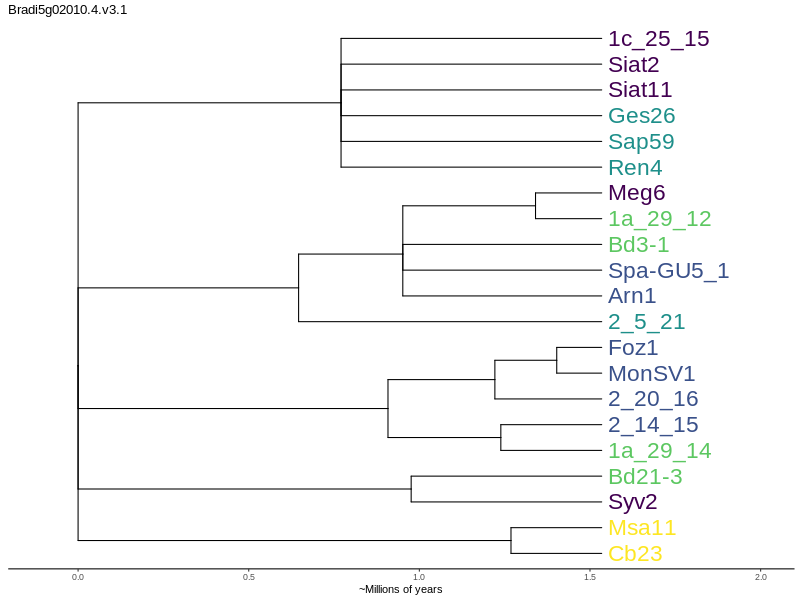 Bradi5g02010.4.v3.1
1c_25_15
Siat2
Siat11
Ges26
Sap59
Ren4
Meg6
1a_29_12
Bd3-1
Spa-GU5_1
Arn1
2_5_21
Foz1
MonSV1
2_20_16
2_14_15
1a_29_14
Bd21-3
Syv2
Msa11
Cb23
0.0 0.5 1.0 1.5 2.0
~Millions of years